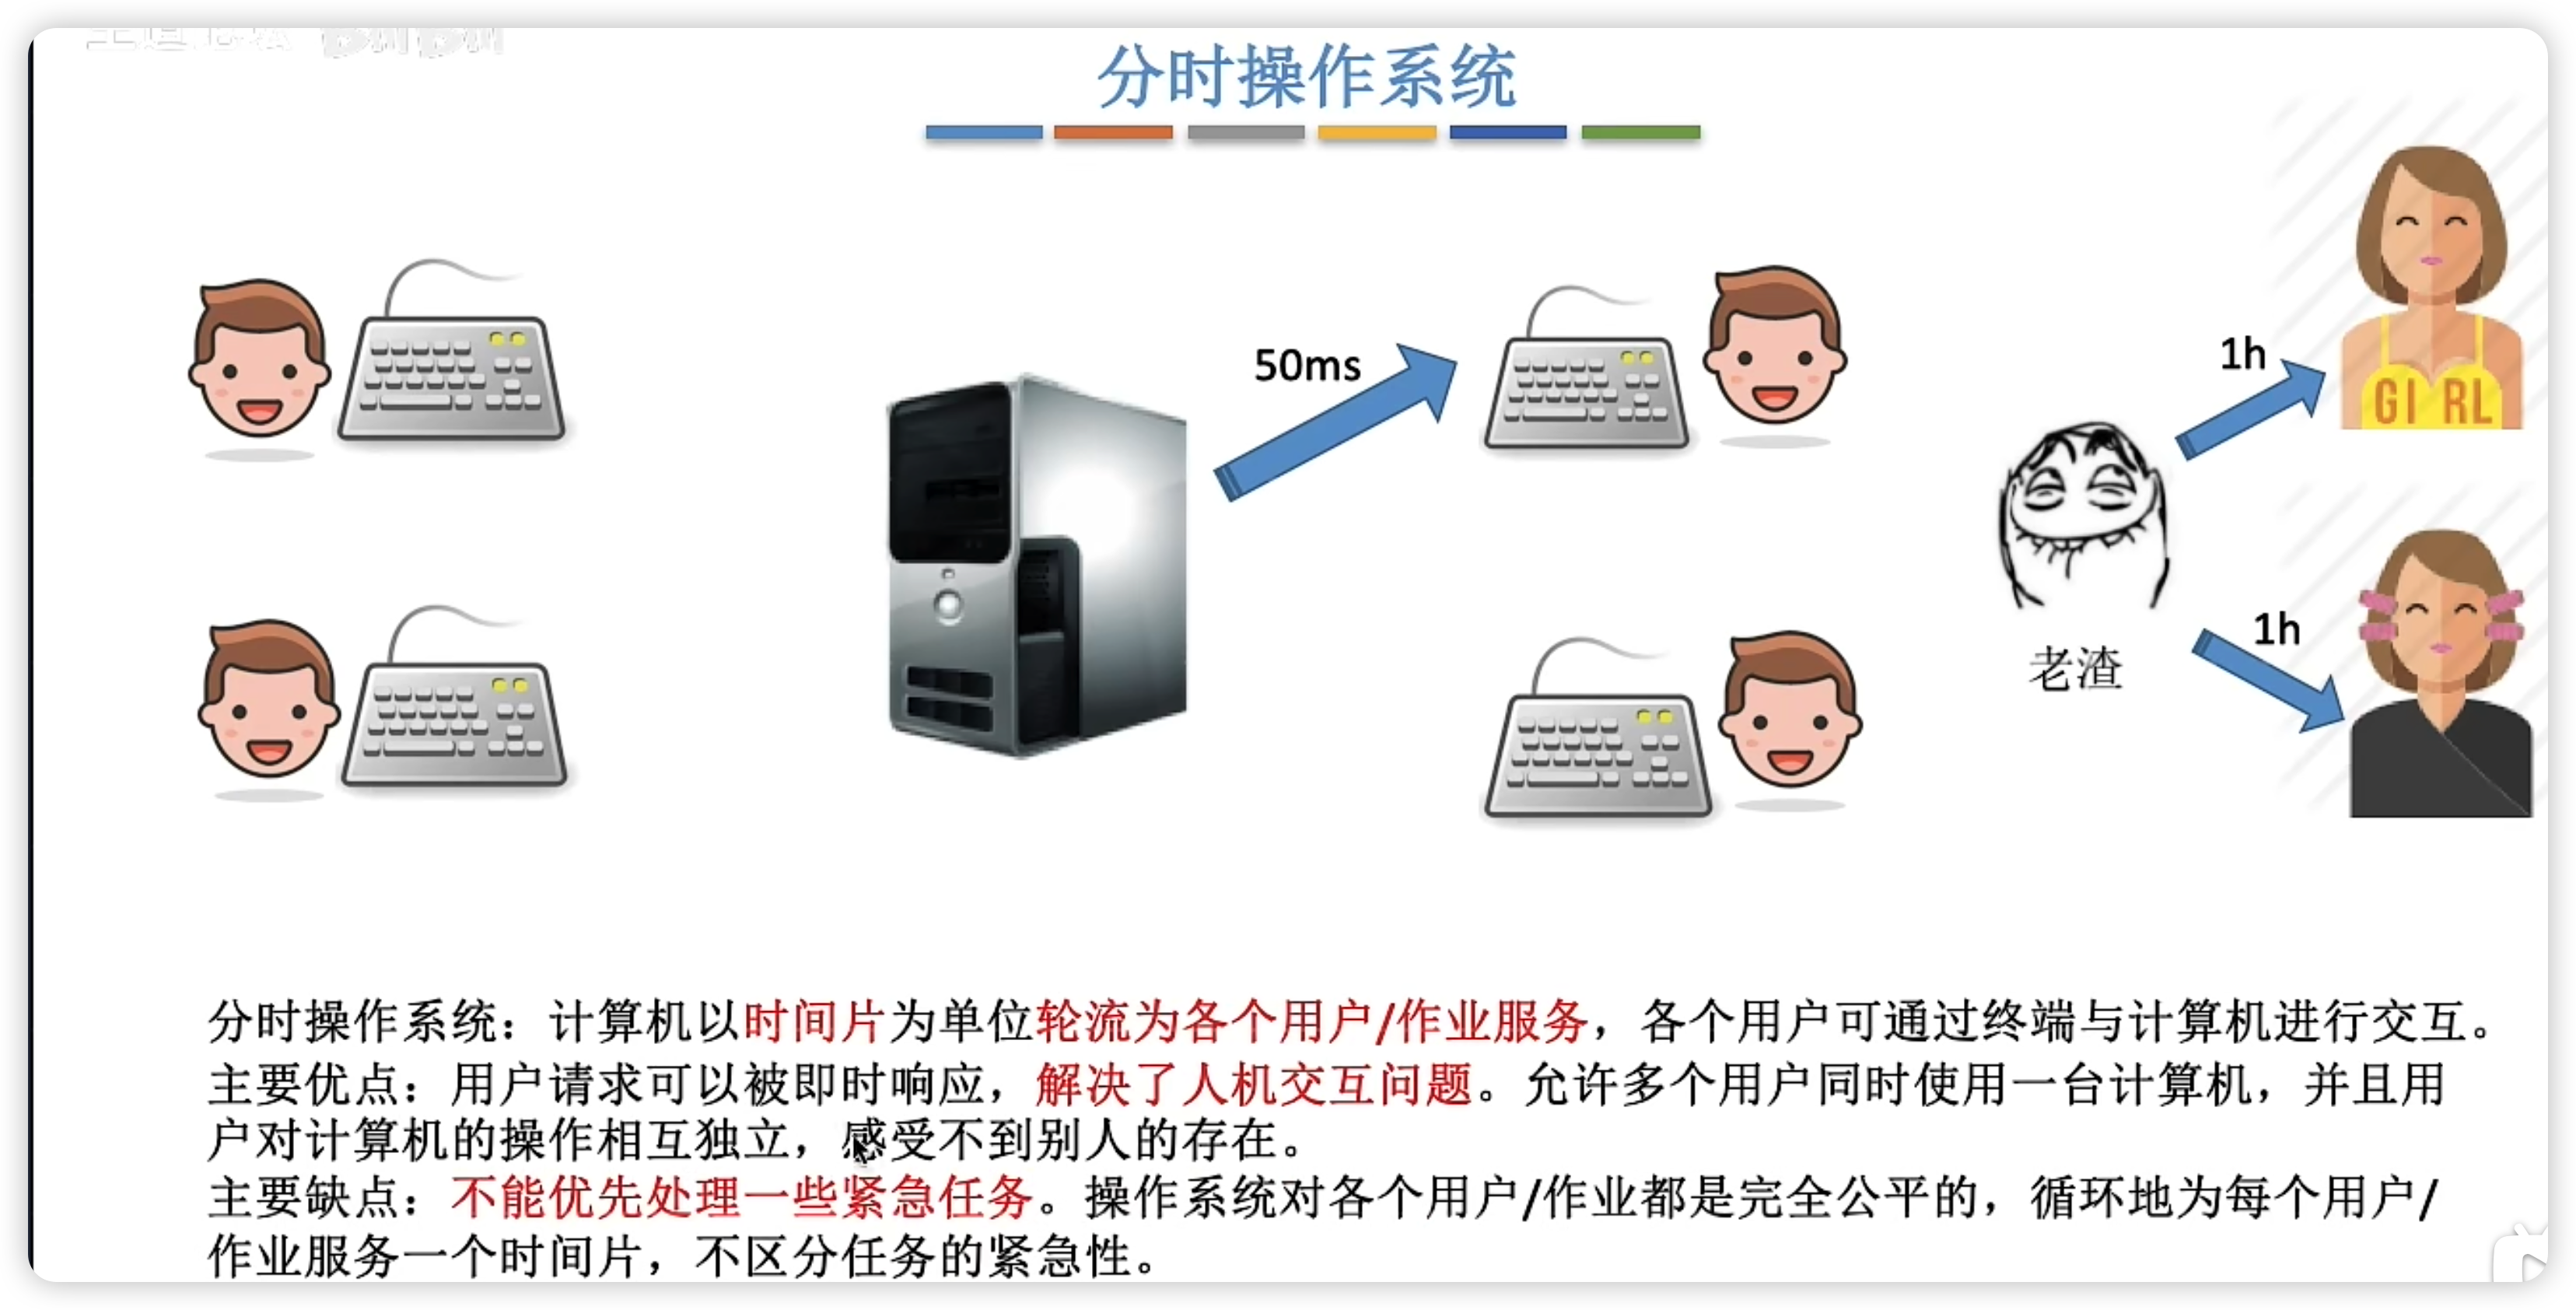 分时操作系统
50ms
1h
GIRL
老渣
1h
分时操作系统：计算机以时间片为单位轮流为各个用户/作业服务，各个用户可通过终端与计算机进行交互。
主要优点：用户请求可以被即时响应，解决了人机交互问题。允许多个用户同时使用一台计算机，并且用
户对计算机的操作相互独立，感受不到别人的存在。
主要缺点：不能优先处理一些紧急任务。操作系统对各个用户/作业都是完全公平的，循环地为每个用户/
作业服务一个时间片，不区分任务的紧急性。